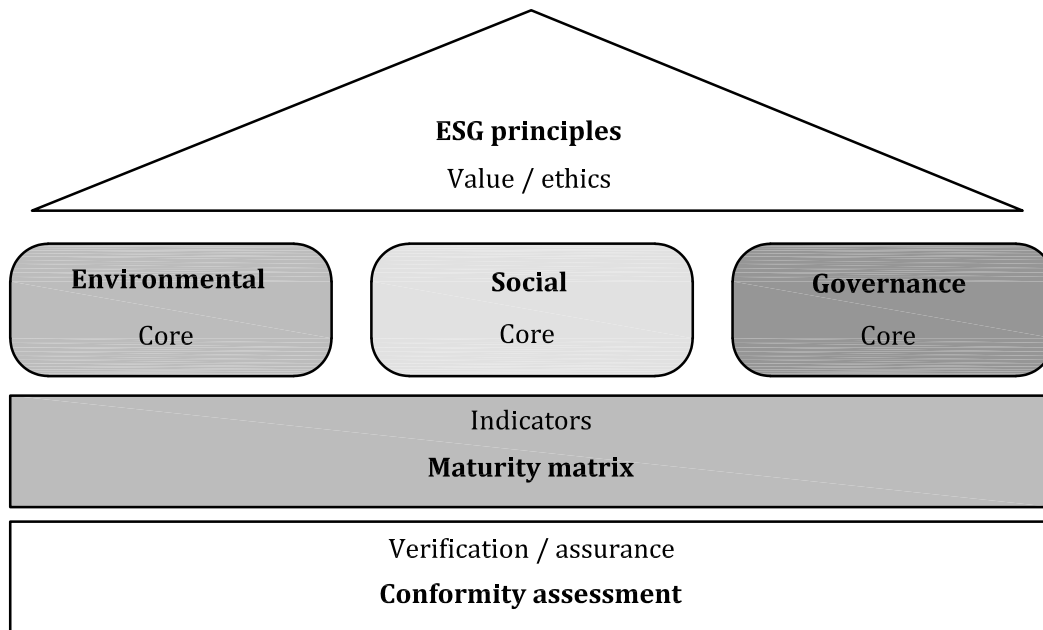 ESG principles
Value / ethics
Environmental
Core
Social
Core
Governance
Core
Indicators
Maturity matrix
Verification / assurance
Conformity assessment